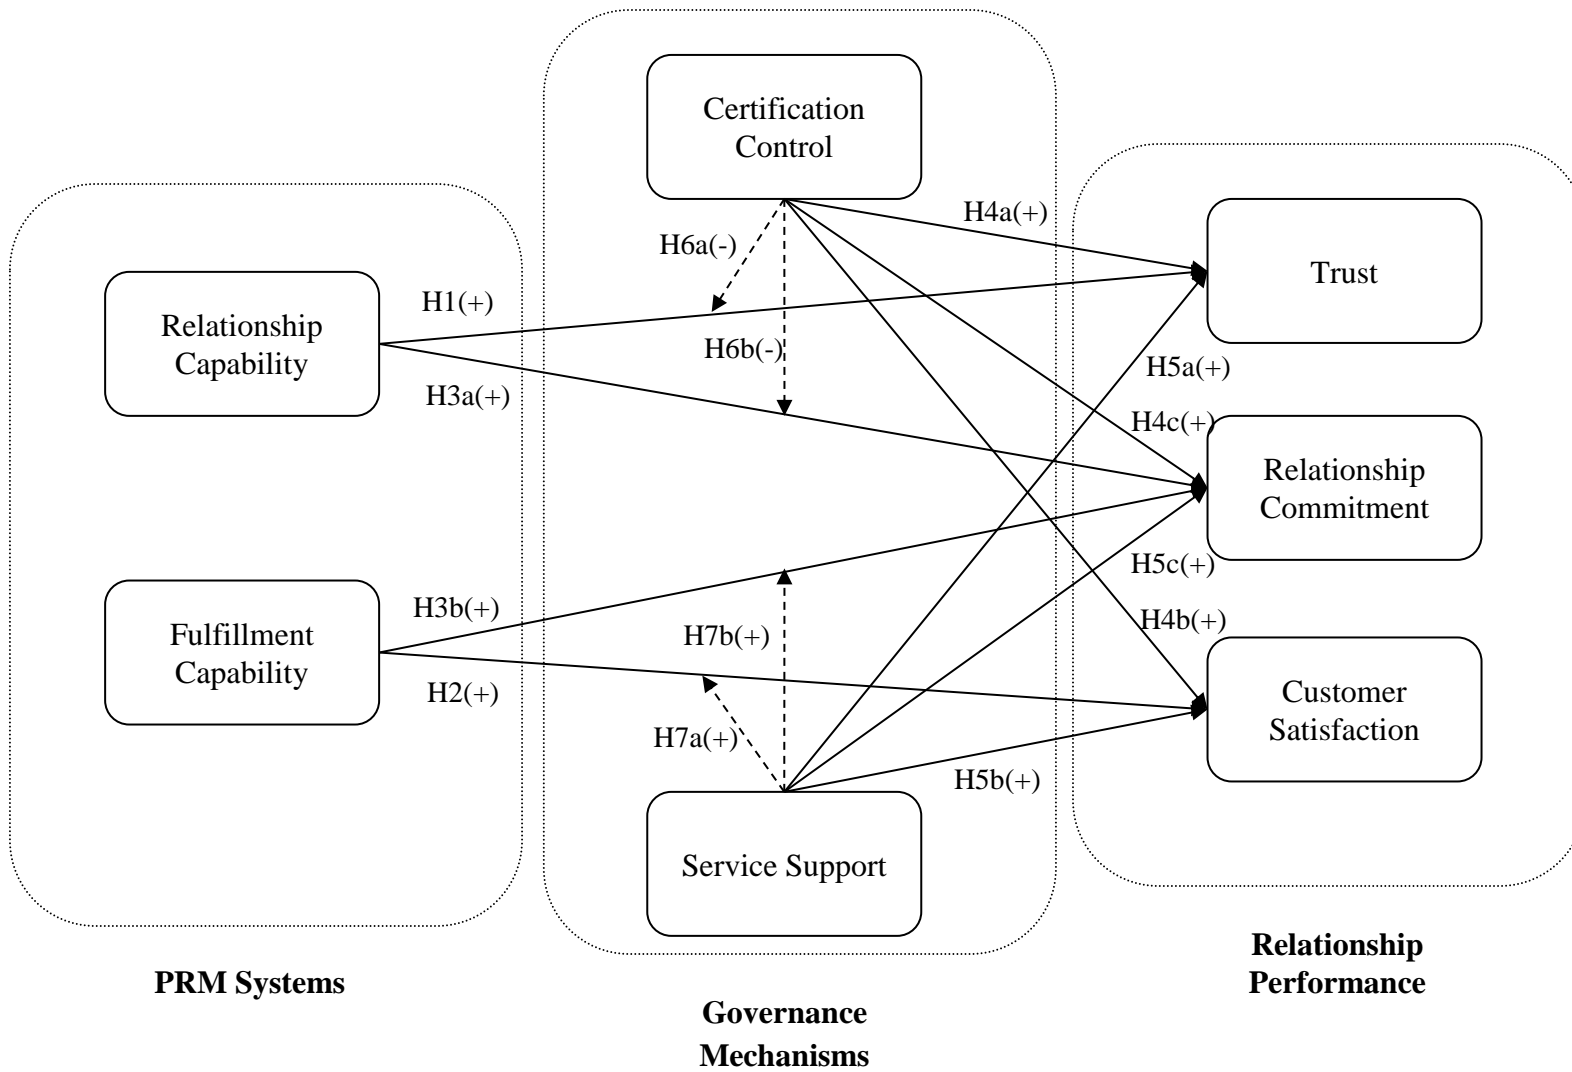 Certification
Control
H4a(+)
H6a(-)
Trust
H1(+)
Relationship
Capability
H6b(-)
H5a(+)
H3a(+)
H4c(+)
Relationship
Commitment
H5c(+)
H3b(+)
H4b(+)
Fulfillment
Capability
H7b(+)
H2(+)
Customer
Satisfaction
H7a(+)
H5b(+)
Service Support
PRM Systems
Relationship
Performance
Governance
Mechanisms